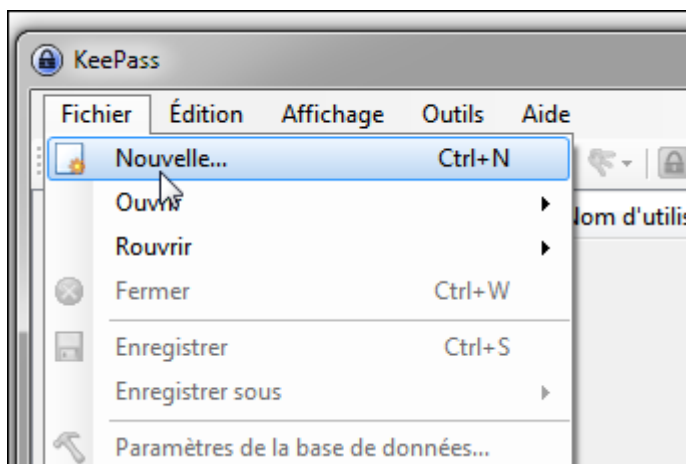 KeePass
Fichier Édition Affichage Outils Aide
Nouvelle... Ctrl+N
Ouvrir
Nom d'utilis
Rouvrir
Fermer Ctrl+W
Enregistrer Ctrl+S
Enregistrer sous
Paramètres de la base de données...